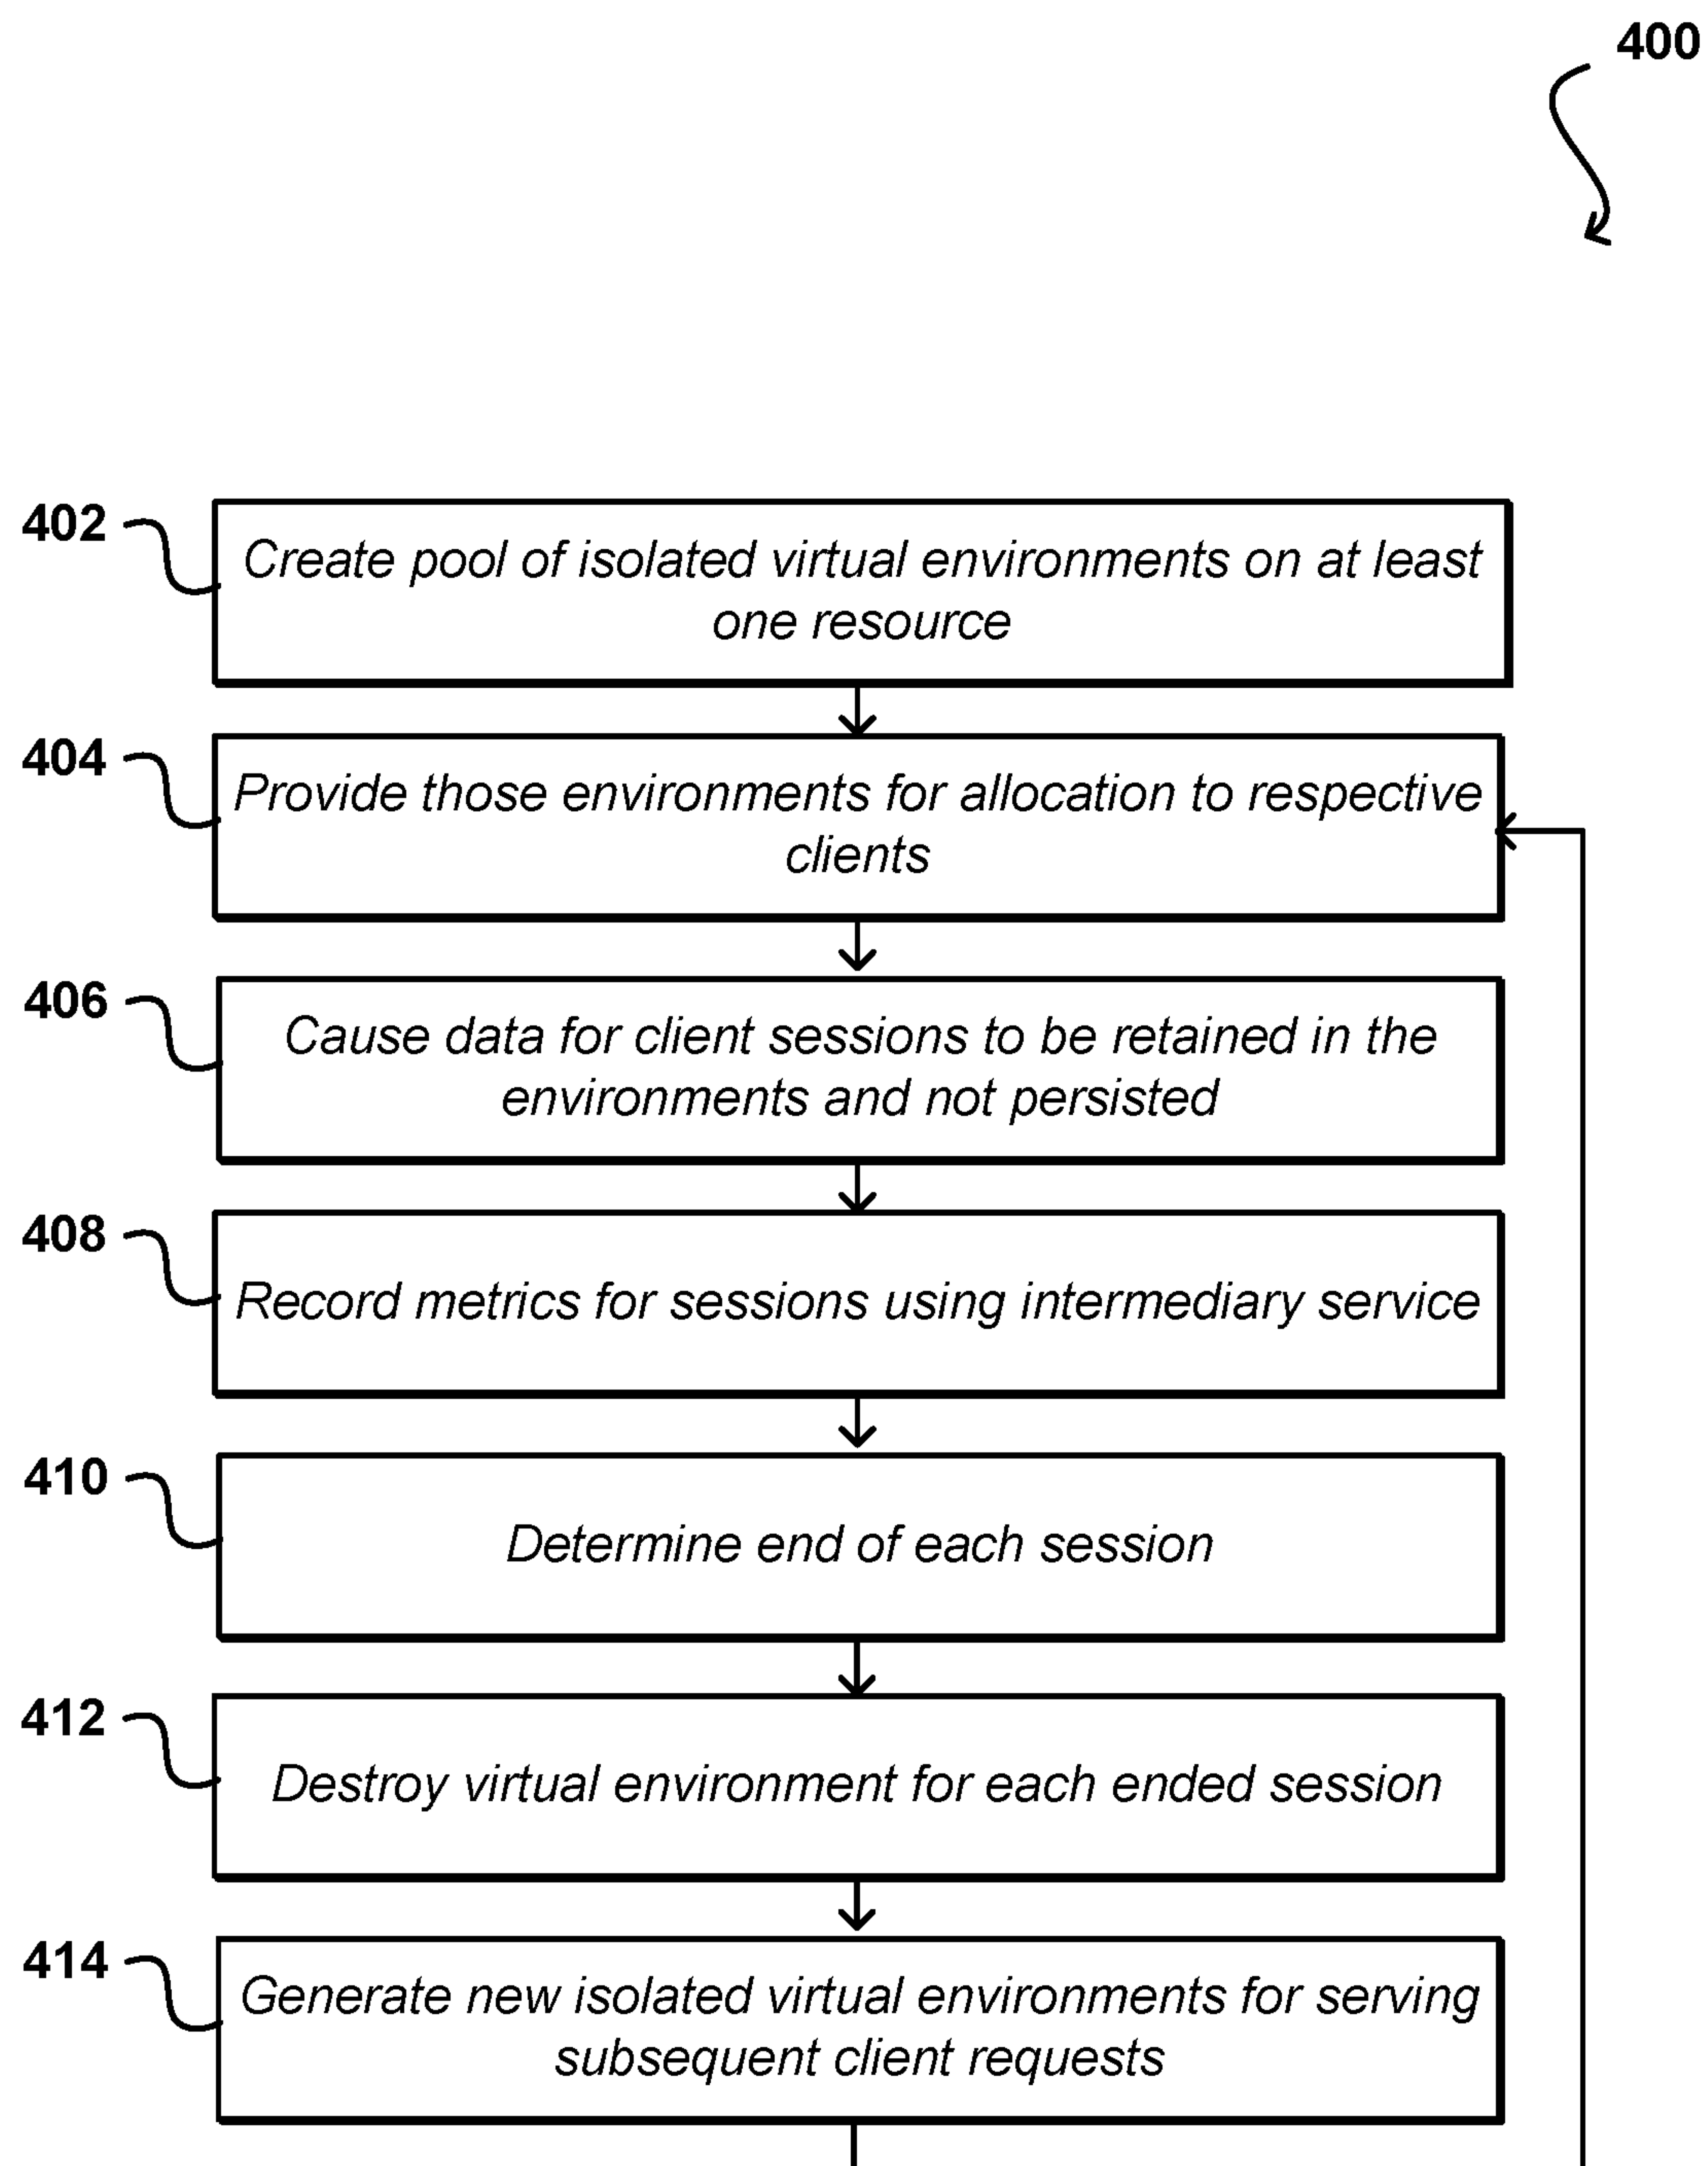 400
402
Create pool of isolated virtual environments on at least
one resource
404
Provide those environments for allocation to respective
clients
406
Cause data for client sessions to be retained in the
environments and not persisted
408
Record metrics for sessions using intermediary service
410
Determine end of each session
412
Destroy virtual environment for each ended session
414
Generate new isolated virtual environments for serving
subsequent client requests